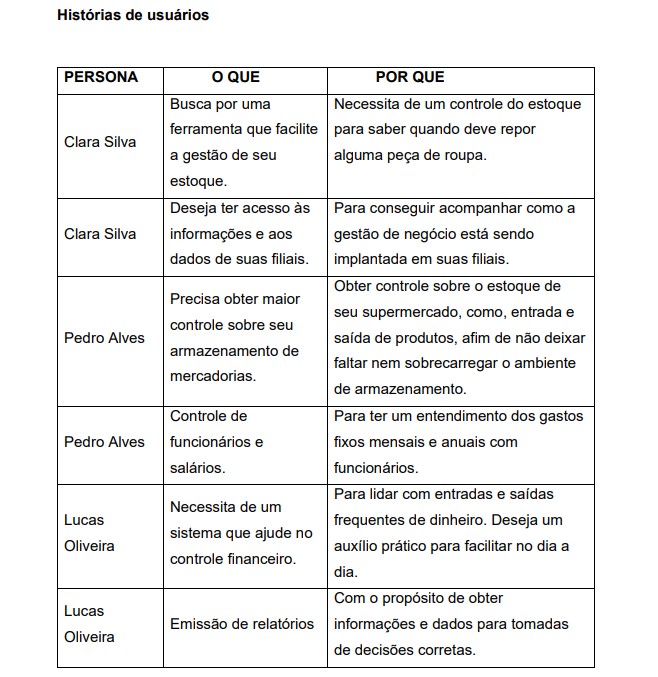 Histórias de usuários
PERSONA O QUE POR QUE
Clara Silva
Busca por uma
ferramenta que facilite
a gestão de seu
estoque.
Necessita de um controle do estoque
para saber quando deve repor
alguma peça de roupa.
Clara Silva
Deseja ter acesso às
informações e aos
dados de suas filiais.
Para conseguir acompanhar como a
gestão de negócio está sendo
implantada em suas filiais.
Pedro Alves
Precisa obter maior
controle sobre seu
armazenamento de
mercadorias.
Obter controle sobre o estoque de
seu supermercado, como, entrada e
saída de produtos, afim de não deixar
faltar nem sobrecarregar o ambiente
de armazenamento.
Pedro Alves
Controle de
funcionários e
salários.
Para ter um entendimento dos gastos
fixos mensais e anuais com
funcionários.
Lucas
Oliveira
Necessita de um
sistema que ajude no
controle financeiro.
Para lidar com entradas e saídas
frequentes de dinheiro. Deseja um
auxílio prático para facilitar no dia a
dia.
Lucas
Oliveira
Emissão de relatórios
Com o propósito de obter
informações e dados para tomadas
de decisões corretas.